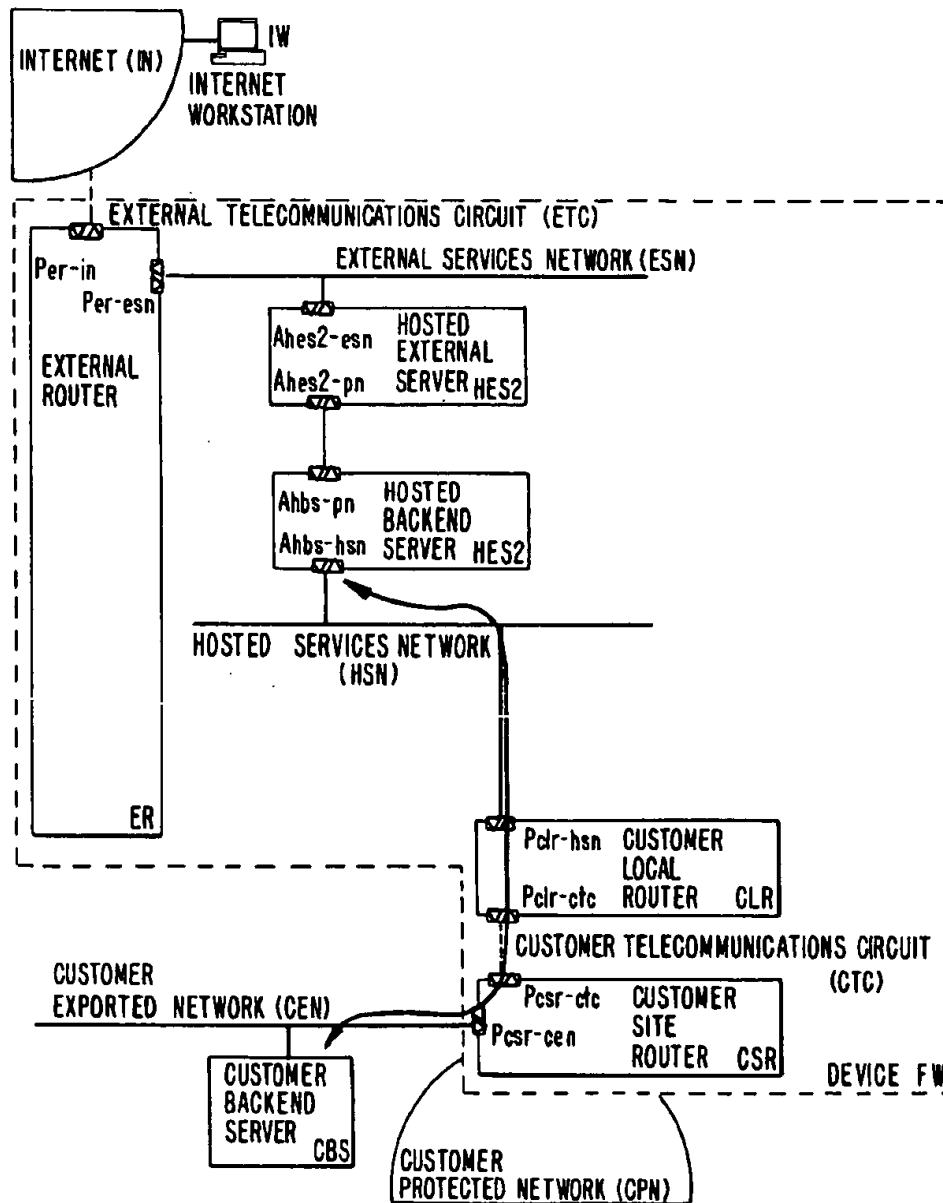 INTERNET (IN)
IW
INTERNET
WORKSTATION
EXTERNAL TELECOMMUNICATIONS CIRCUIT (ETC)
Per-in
Per-esn
EXTERNAL SERVICES NETWORK (ESN)
EXTERNAL
ROUTER
Ahes2-esn
Ahes2-pn
HOSTED
EXTERNAL
SERVER HES2
Ahbs-pn
Ahbs-hsn
HOSTED
BACKEND
SERVER HES2
HOSTED SERVICES NETWORK
(HSN)
ER
Pclr-hsn
Pclr-ctc
CUSTOMER
LOCAL
ROUTER CLR
CUSTOMER TELECOMMUNICATIONS CIRCUIT
(CTC)
CUSTOMER
EXPORTED NETWORK (CEN)
Pcsr-ctc
Pcsr-cen
CUSTOMER
SITE
ROUTER CSR
DEVICE FW
CUSTOMER
BACKEND
SERVER
CBS
CUSTOMER
PROTECTED NETWORK (CPN)